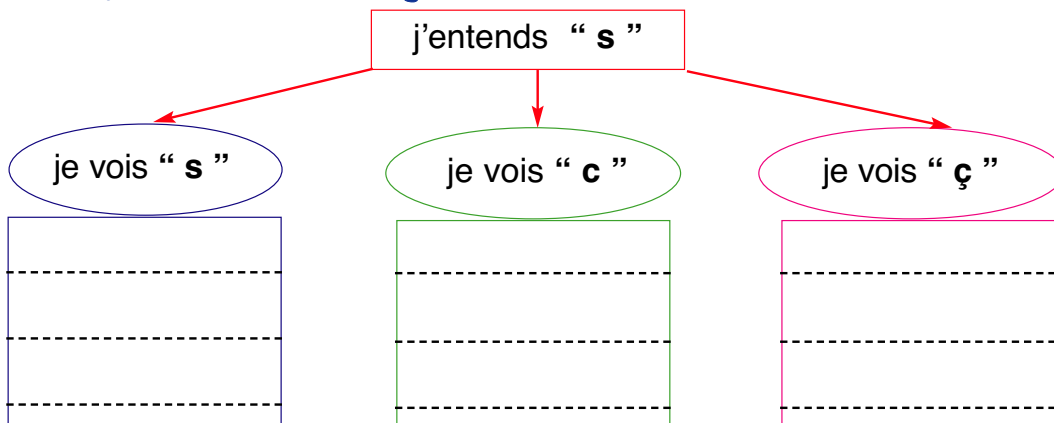 j'entends “ s ”
je vois “ s ”
je vois “ c ”
je vois “ ç ”